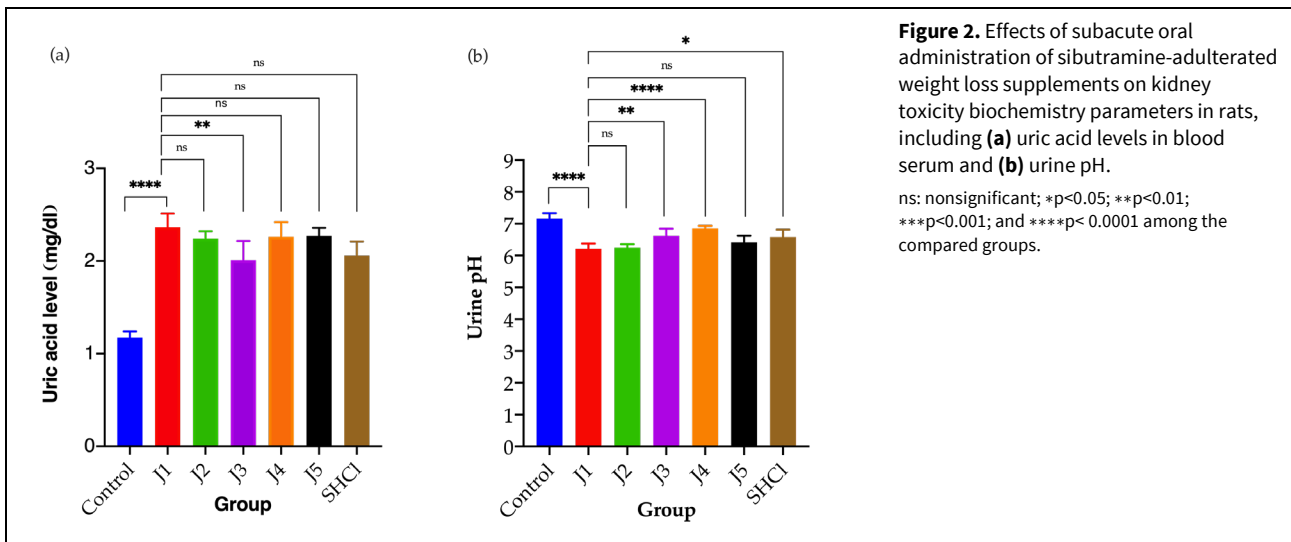 (a)
ns
ns
ns
**
ns
****
3
2
1
0
Uric acid level (mg/dl)
Control
J1
J2
J3
J4
J5
SHCl
Group
(b)
*
ns
****
**
ns
****
9
8
7
6
5
4
3
2
1
0
Urine pH
Control
J1
J2
J3
J4
J5
SHCl
Group
Figure 2. Effects of subacute oral
administration of sibutramine-adulterated
weight loss supplements on kidney
toxicity biochemistry parameters in rats,
including (a) uric acid levels in blood
serum and (b) urine pH.
ns: nonsignificant; *p<0.05; **p<0.01;
***p<0.001; and ****p< 0.0001 among the
compared groups.